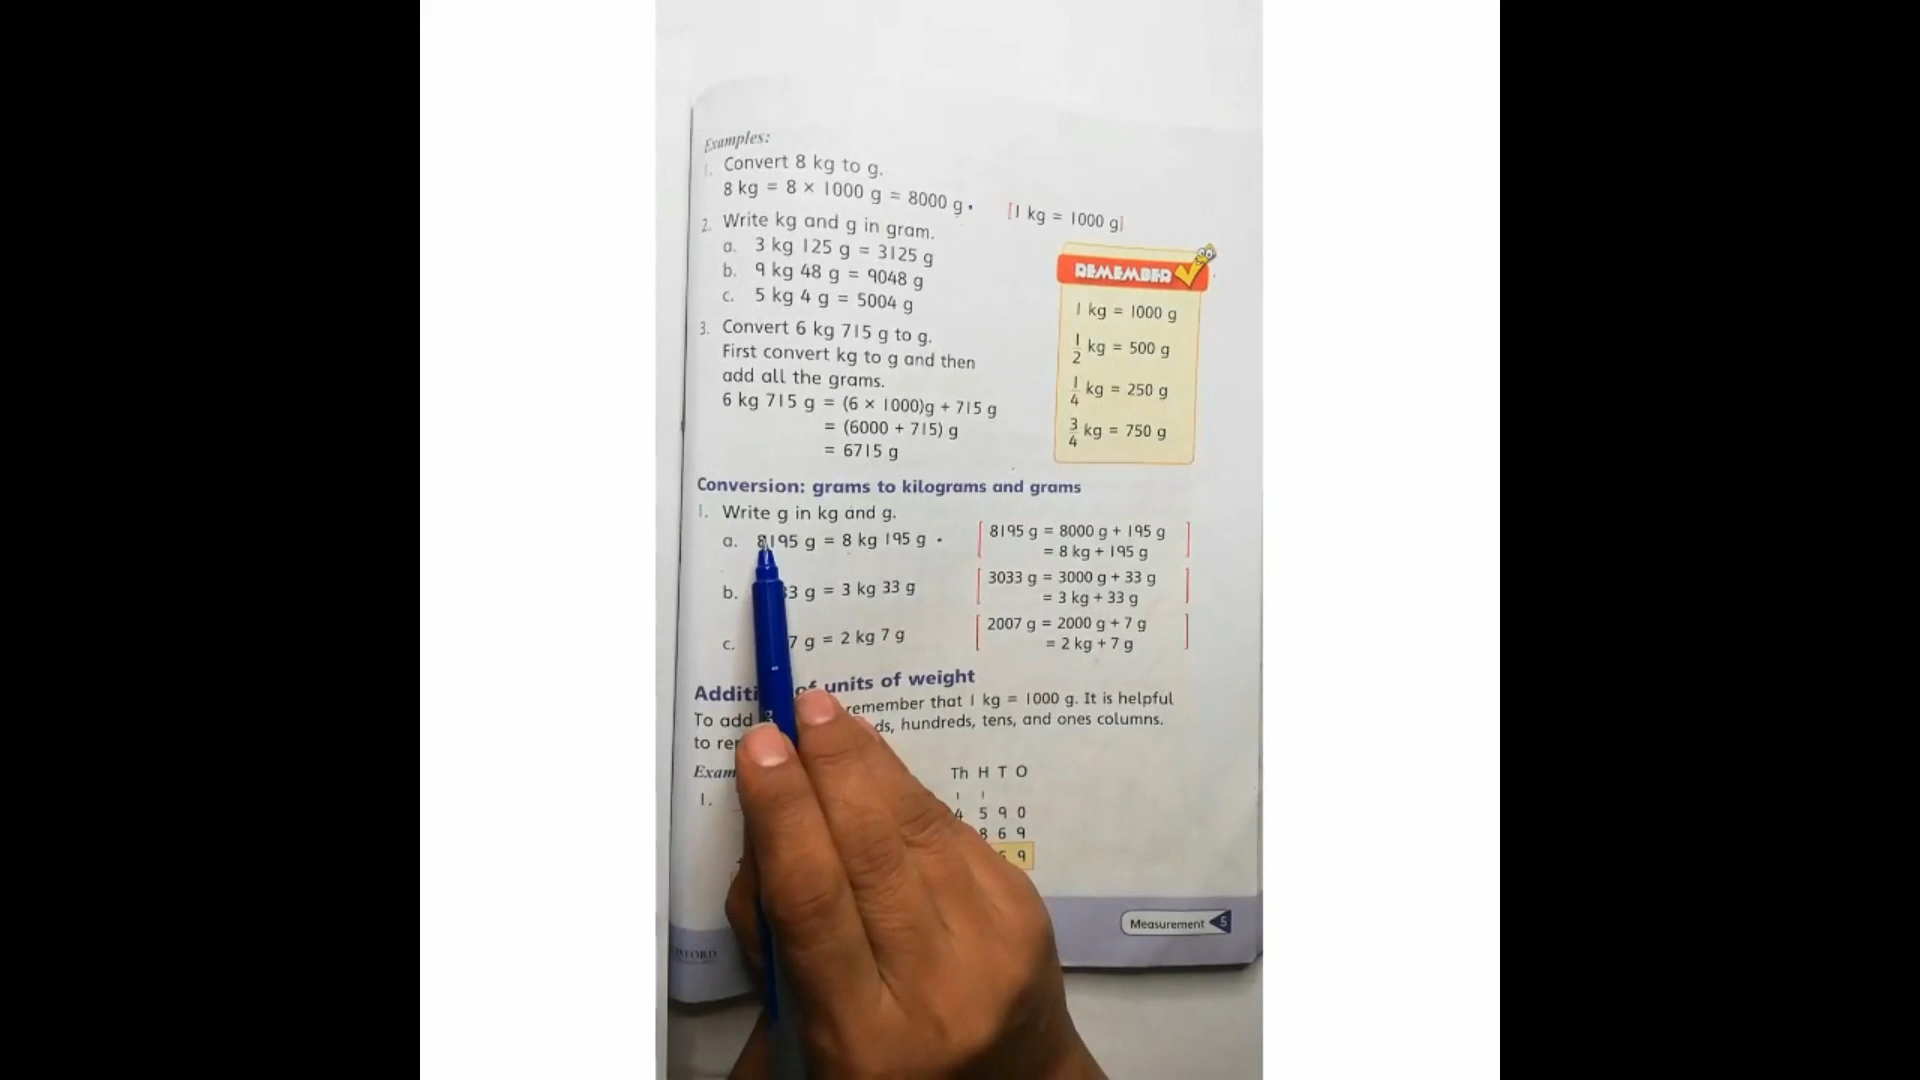 Examples:
1. Convert 8 kg to g.
8 kg = 8 × 1000 g = 8000 g. [1 kg = 1000 g]
2. Write kg and g in gram.
a. 3 kg 125 g = 3125 g
b. 9 kg 48 g = 9048 g
c. 5 kg 4 g = 5004 g
REMEMBER
1 kg = 1000 g
1/2 kg = 500 g
1/4 kg = 250 g
3/4 kg = 750 g
3. Convert 6 kg 715 g to g.
First convert kg to g and then
add all the grams.
6 kg 715 g = (6 × 1000)g + 715 g
= (6000 + 715) g
= 6715 g
Conversion: grams to kilograms and grams
1. Write g in kg and g.
a. 8195 g = 8 kg 195 g
[8195 g = 8000 g + 195 g
= 8 kg + 195 g]
b. 3 g = 3 kg 33 g
[3033 g = 3000 g + 33 g
= 3 kg + 33 g]
c. 7 g = 2 kg 7 g
[2007 g = 2000 g + 7 g
= 2 kg + 7 g]
of units of weight
To add remember that 1 kg = 1000 g. It is helpful
to hundreds, tens, and ones columns.
1.
Th H T O
1 1
4 5 9 0
8 6 9
9
Measurement 5
OXFORD